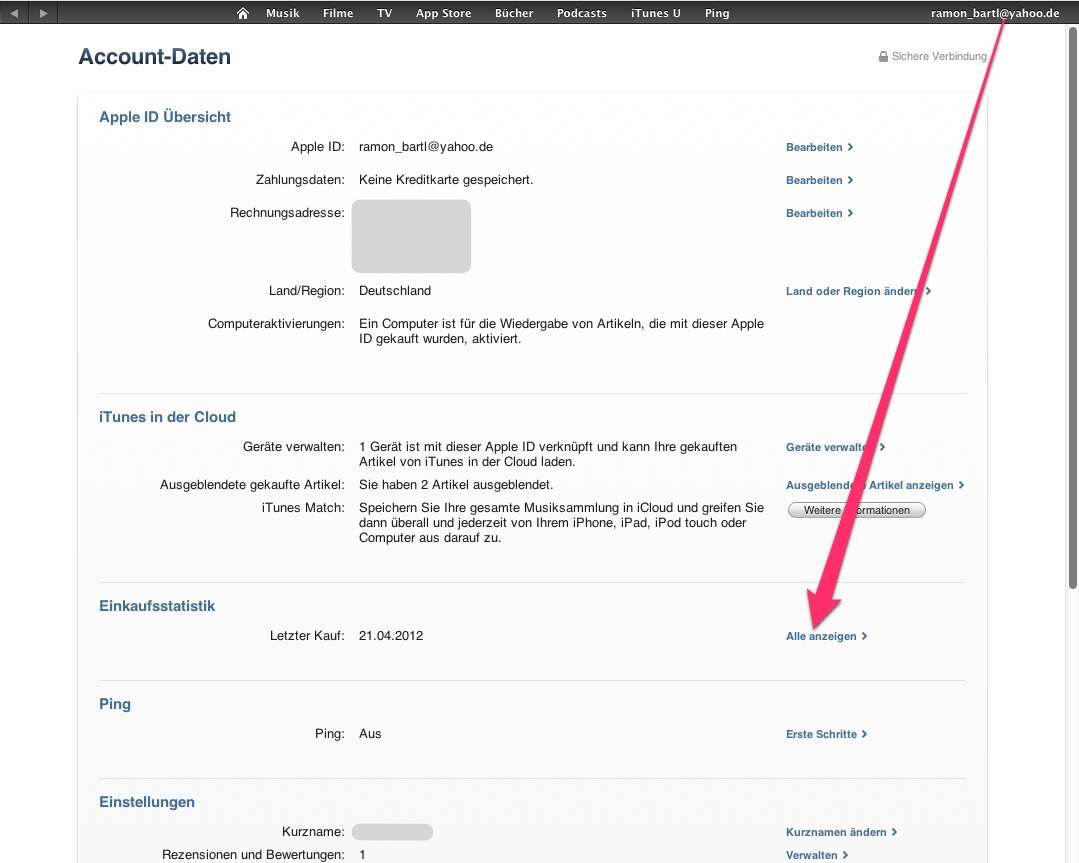 Musik Filme TV App Store Bücher Podcasts iTunes U Ping ramon_bartl@yahoo.de
Account-Daten Sichere Verbindung
Apple ID Übersicht
Apple ID: ramon_bartl@yahoo.de Bearbeiten
Zahlungsdaten: Keine Kreditkarte gespeichert. Bearbeiten
Rechnungsadresse: Bearbeiten
Land/Region: Deutschland Land oder Region ändern
Computeraktivierungen: Ein Computer ist für die Wiedergabe von Artikeln, die mit dieser Apple
ID gekauft wurden, aktiviert.
iTunes in der Cloud
Geräte verwalten: 1 Gerät ist mit dieser Apple ID verknüpft und kann Ihre gekauften Geräte verwalten
Artikel von iTunes in der Cloud laden.
Ausgeblendete gekaufte Artikel: Sie haben 2 Artikel ausgeblendet. Ausgeblendete Artikel anzeigen
iTunes Match: Speichern Sie Ihre gesamte Musiksammlung in iCloud und greifen Sie Weitere Informationen
dann überall und jederzeit von Ihrem iPhone, iPad, iPod touch oder
Computer aus darauf zu.
Einkaufsstatistik
Letzter Kauf: 21.04.2012 Alle anzeigen
Ping
Ping: Aus Erste Schritte
Einstellungen
Kurzname: Kurznamen ändern
Rezensionen und Bewertungen: 1 Verwalten